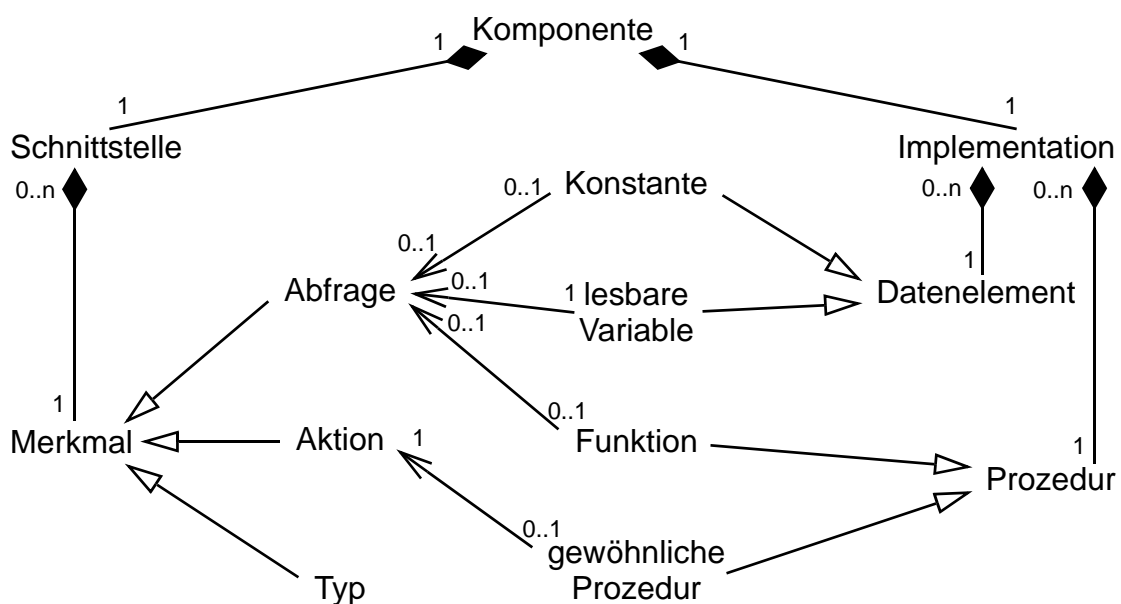 Komponente
1
1
1
1
Schnittstelle
Implementation
0..n
0..1
Konstante
0..n
0..n
0..1
1
Abfrage
0..1
1
lesbare
Variable
Datenelement
0..1
1
0..1
1
Merkmal
Aktion
1
Funktion
1
Prozedur
0..1
gewöhnliche
Prozedur
Typ